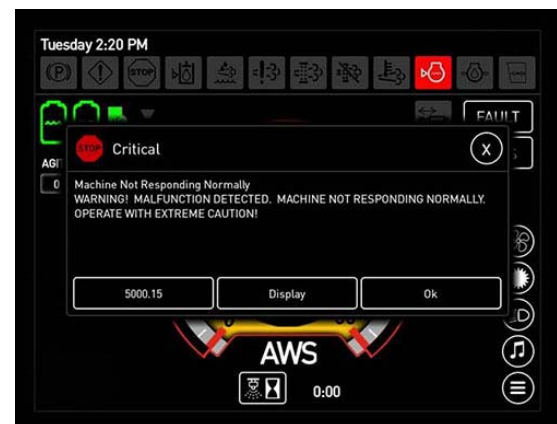 Tuesday 2:20 PM
(P)
STOP
FAULT
STOP Critical X
AGI
0
S
Machine Not Responding Normally
WARNING! MALFUNCTION DETECTED. MACHINE NOT RESPONDING NORMALLY.
OPERATE WITH EXTREME CAUTION!
5000.15 Display Ok
AWS
0:00